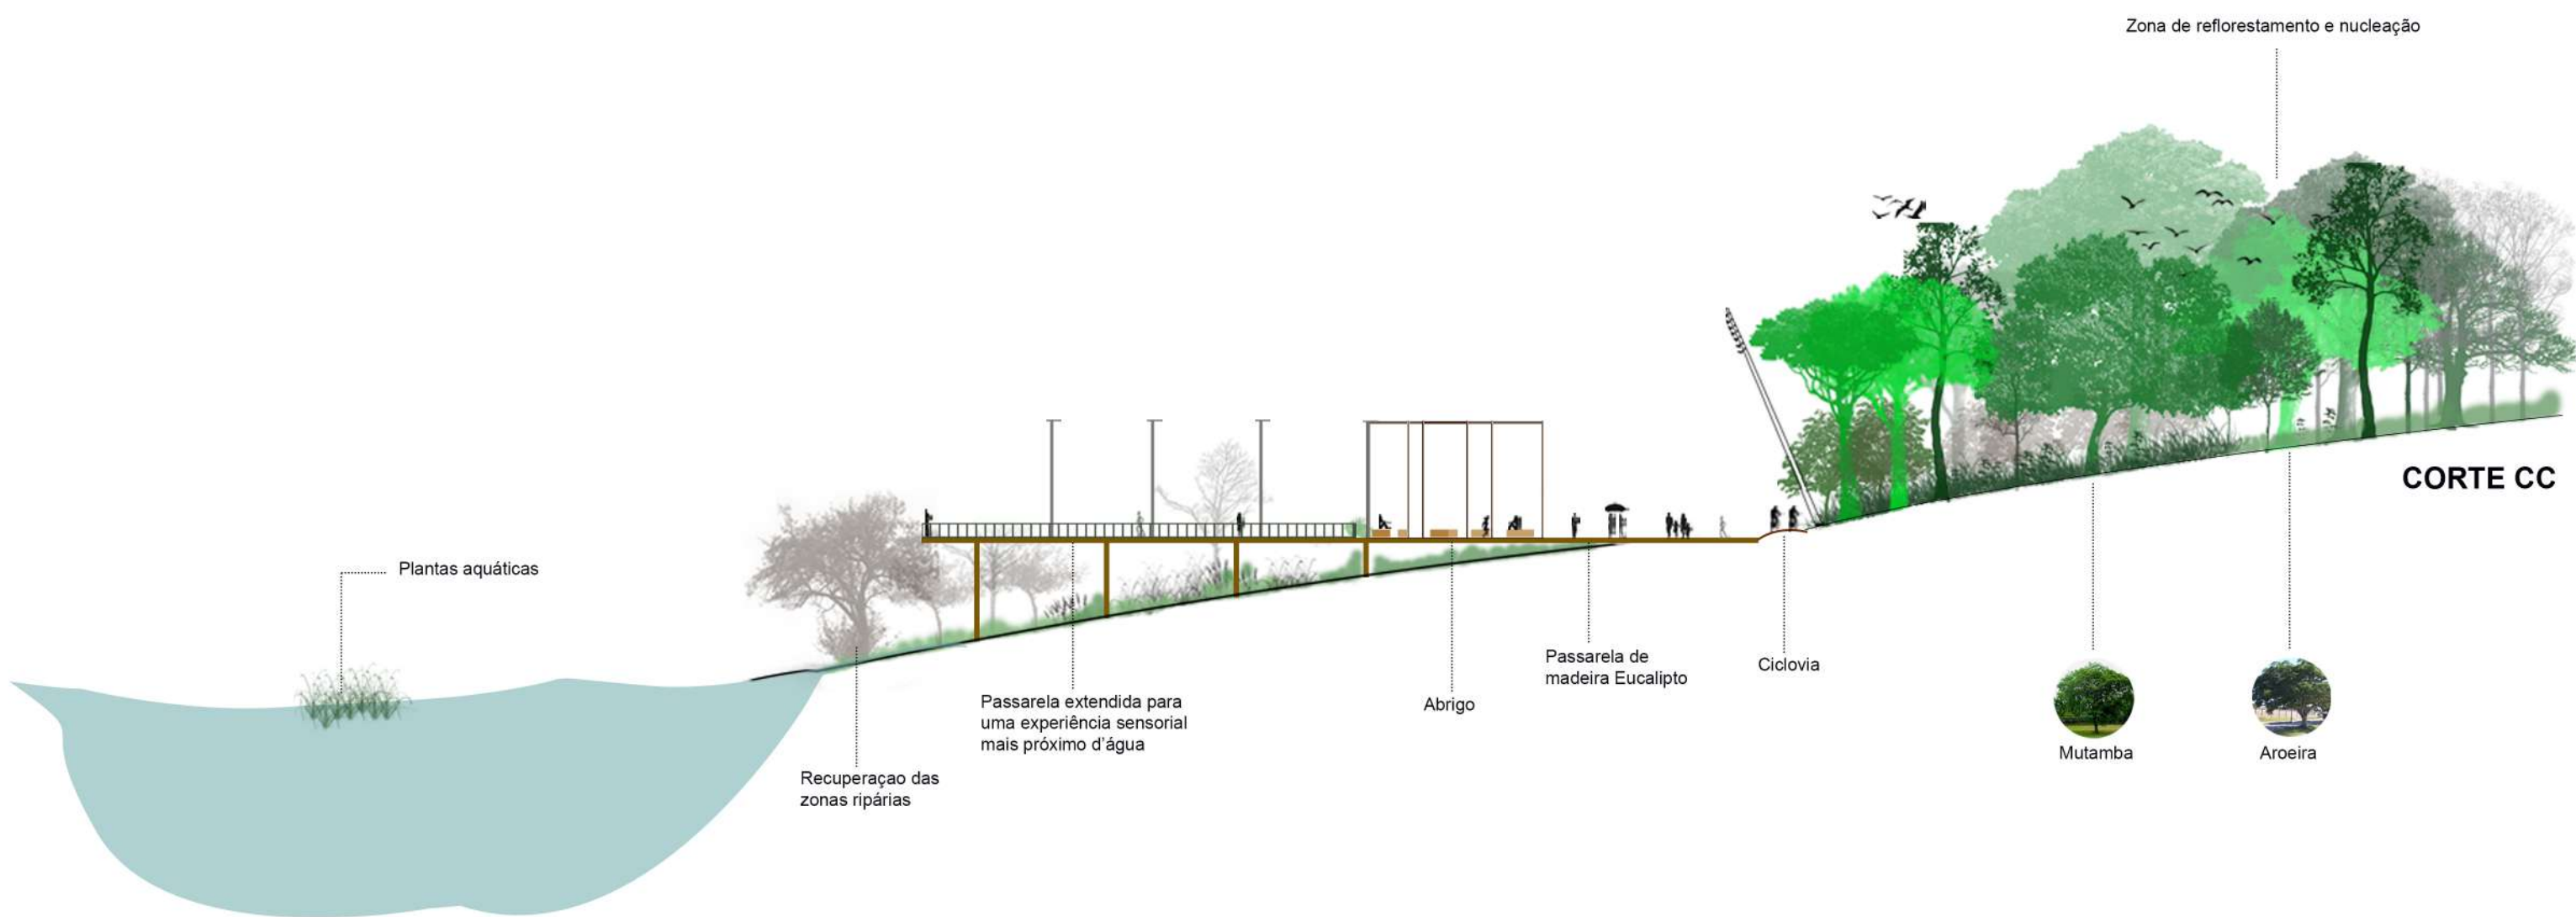 Zona de reflorestamento e nucleação
CORTE CC
Plantas aquáticas
Recuperaçao das
zonas ripárias
Passarela extendida para
uma experiência sensorial
mais próximo d'água
Abrigo
Passarela de
madeira Eucalipto
Ciclovia
Mutamba
Aroeira